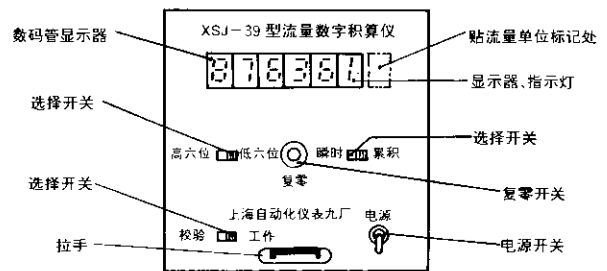 XSJ-39 型流量数字积算仪
数码管显示器
贴流量单位标记处
876361.
显示器、指示灯
选择开关
选择开关
高六位 低六位 瞬时 累积
复零
选择开关
复零开关
上海自动化仪表九厂 电源
校验 工作
拉手
电源开关